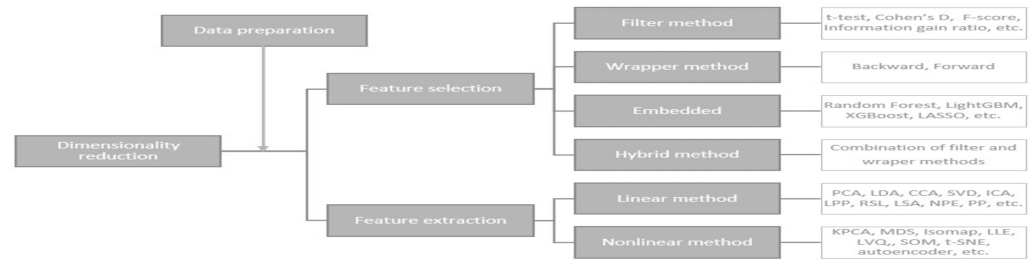 Data preparation
Dimensionality
reduction
Feature selection
Feature extraction
Filter method
Wrapper method
Embedded
Hybrid method
Linear method
Nonlinear method
t-test, Cohen's D, F-score,
Information gain ratio, etc.
Backward, Forward
Random Forest, LightGBM,
XGBoost, LASSO, etc.
Combination of filter and
wraper methods
PCA, LDA, CCA, SVD, ICA,
LPP, RSL, LSA, NPE, PP, etc.
KPCA, MDS, Isomap, LLE,
LVQ,, SOM, t-SNE,
autoencoder, etc.